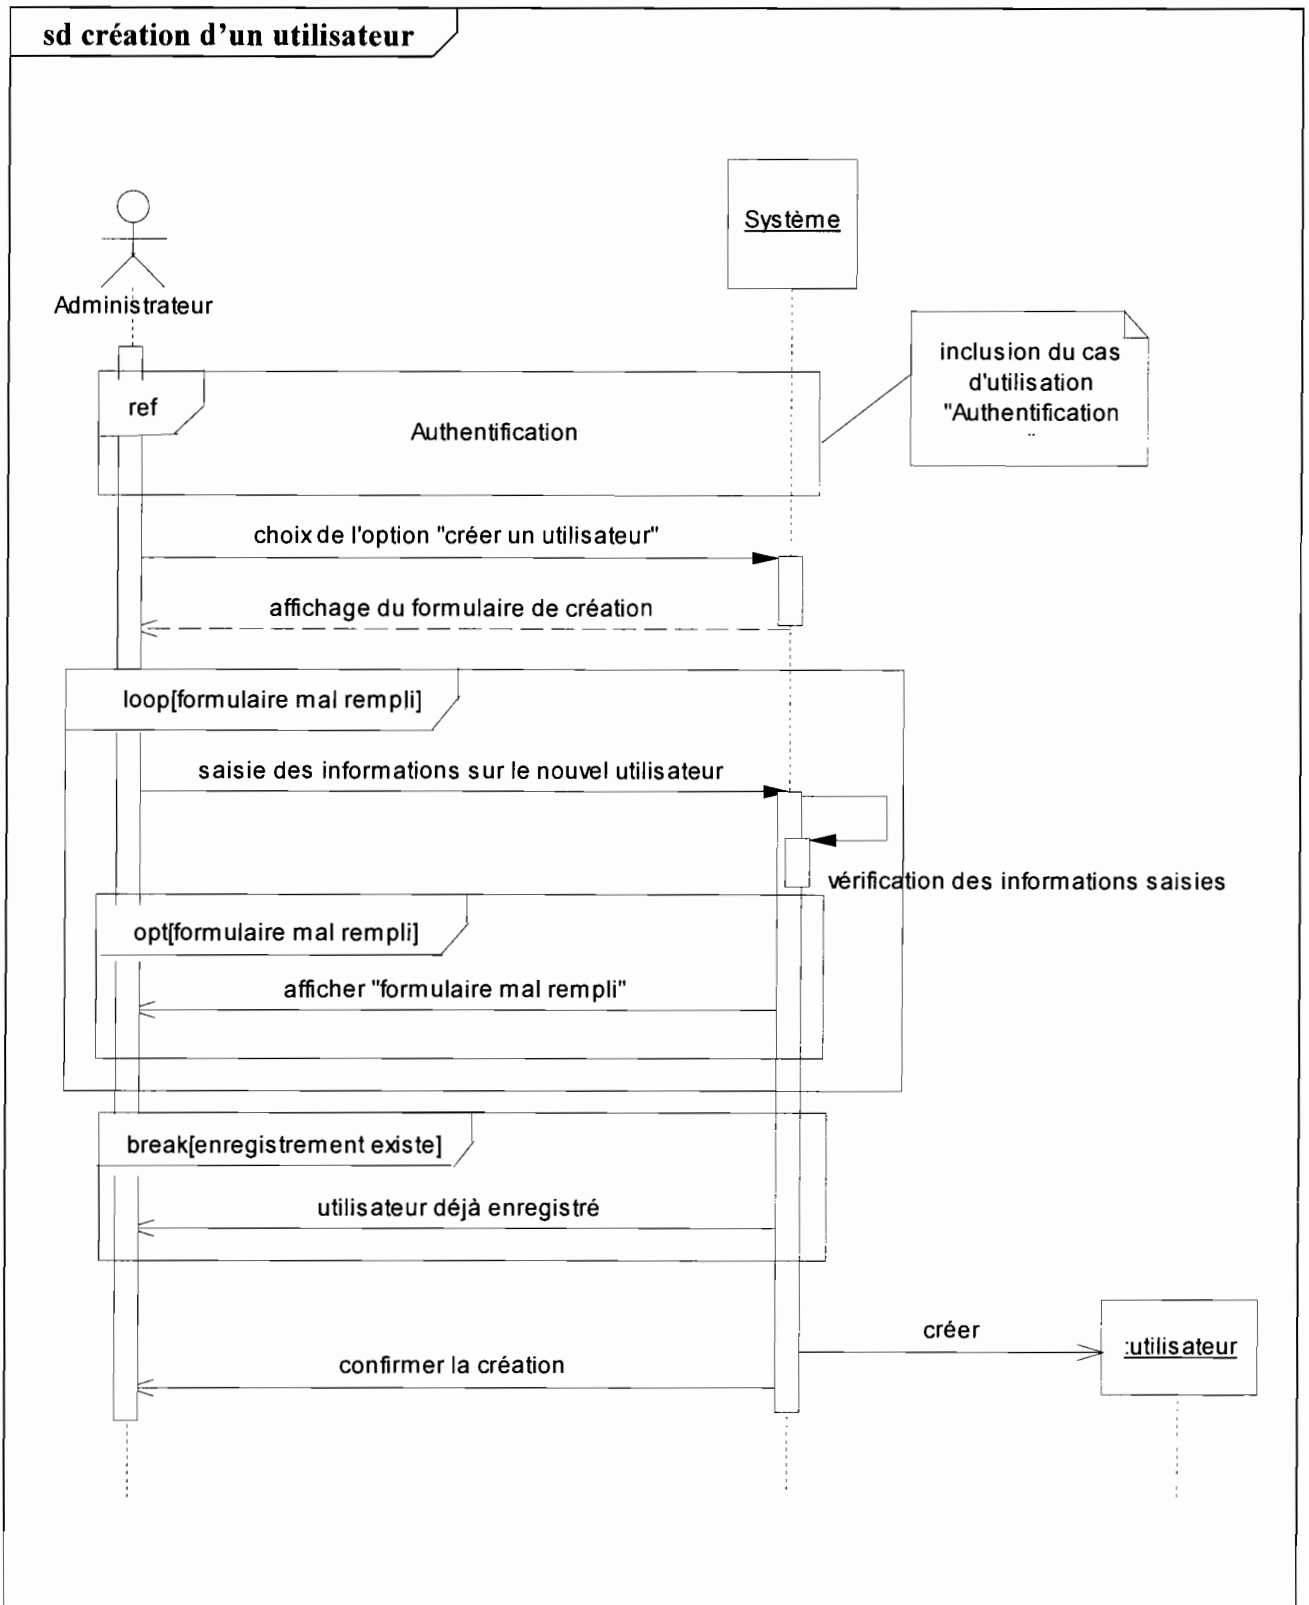 sd création d'un utilisateur
Système
Administrateur
inclusion du cas
d'utilisation
"Authentification
"
ref
Authentification
choix de l'option "créer un utilisateur"
affichage du formulaire de création
loop[formulaire mal rempli]
saisie des informations sur le nouvel utilisateur
vérification des informations saisies
opt[formulaire mal rempli]
afficher "formulaire mal rempli"
break[enregistrement existe]
utilisateur déjà enregistré
créer
:utilisateur
confirmer la création